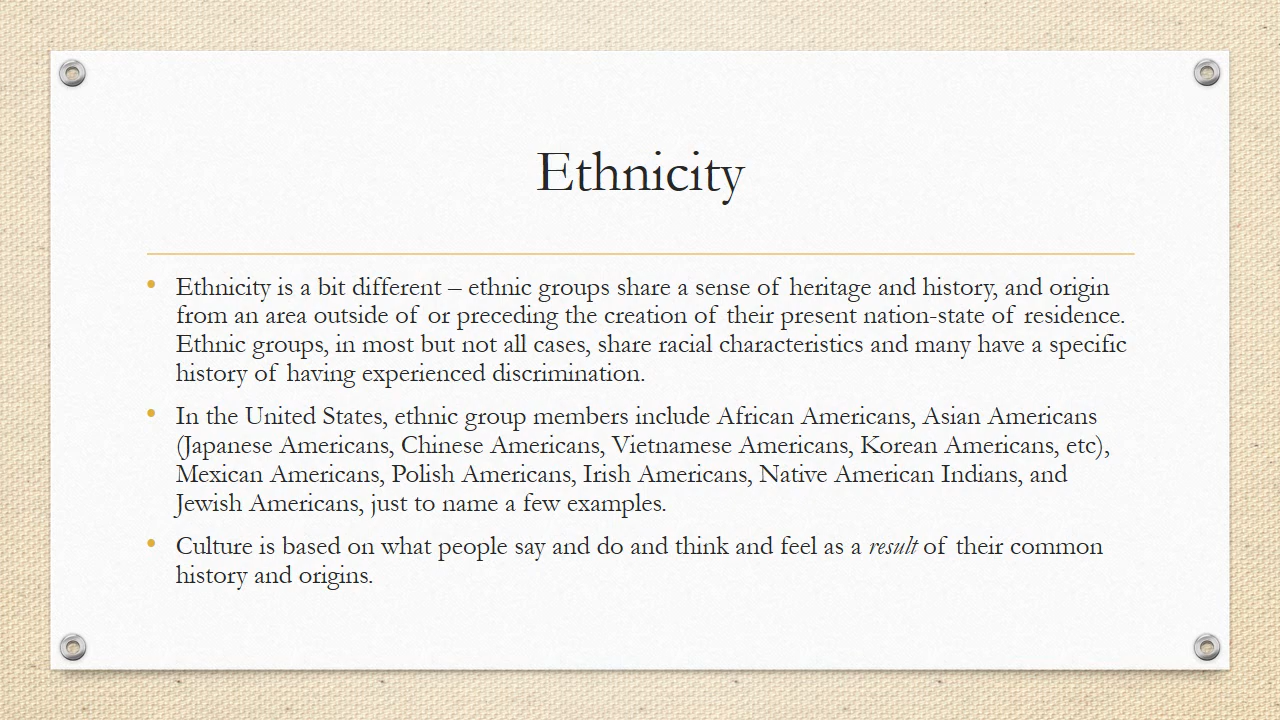 Ethnicity
• Ethnicity is a bit different – ethnic groups share a sense of heritage and history, and origin
from an area outside of or preceding the creation of their present nation-state of residence.
Ethnic groups, in most but not all cases, share racial characteristics and many have a specific
history of having experienced discrimination.
• In the United States, ethnic group members include African Americans, Asian Americans
(Japanese Americans, Chinese Americans, Vietnamese Americans, Korean Americans, etc),
Mexican Americans, Polish Americans, Irish Americans, Native American Indians, and
Jewish Americans, just to name a few examples.
• Culture is based on what people say and do and think and feel as a result of their common
history and origins.